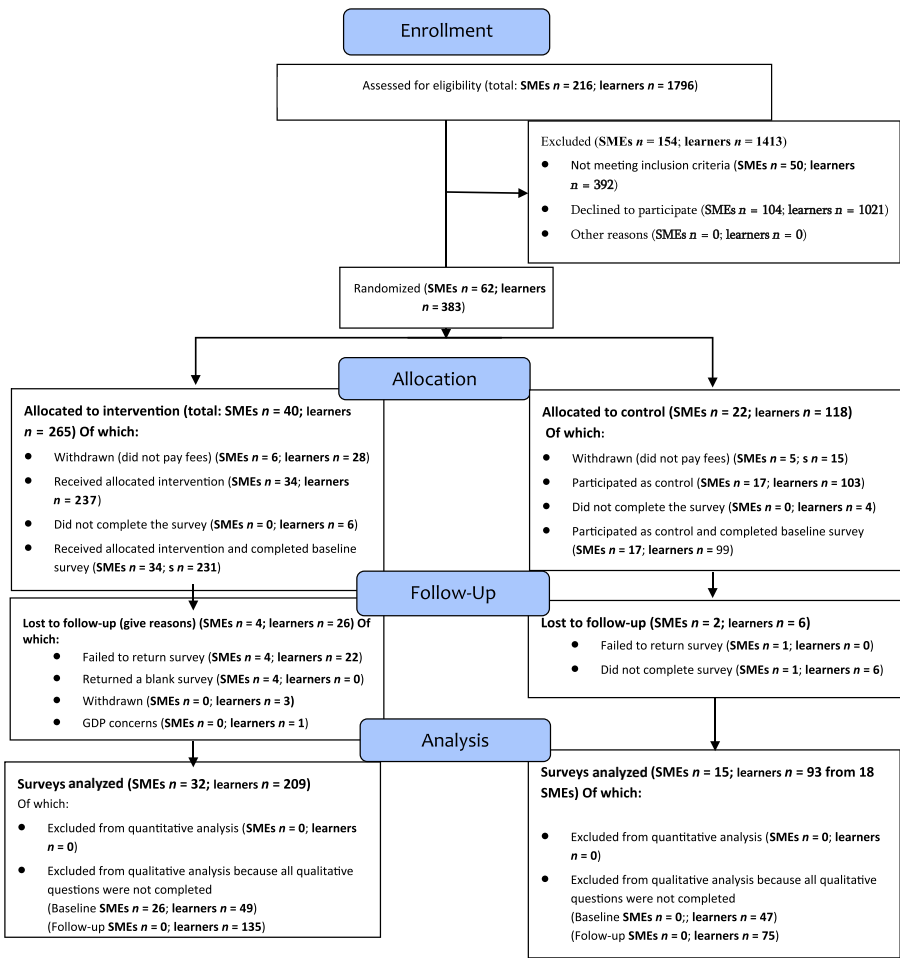 Enrollment
Assessed for eligibility (total: SMEs n = 216; learners n = 1796)
Excluded (SMEs n = 154; learners n = 1413)
● Not meeting inclusion criteria (SMEs n = 50; learners
n = 392)
● Declined to participate (SMEs n = 104; learners n = 1021)
● Other reasons (SMEs n = 0; learners n = 0)
Randomized (SMEs n = 62; learners
n = 383)
Allocation
Allocated to intervention (total: SMEs n = 40; learners
n = 265) Of which:
● Withdrawn (did not pay fees) (SMEs n = 6; learners n = 28)
● Received allocated intervention (SMEs n = 34; learners
n = 237)
● Did not complete the survey (SMEs n = 0; learners n = 6)
● Received allocated intervention and completed baseline
survey (SMEs n = 34; s n = 231)
Allocated to control (SMEs n = 22; learners n = 118)
Of which:
● Withdrawn (did not pay fees) (SMEs n = 5; s n = 15)
● Participated as control (SMEs n = 17; learners n = 103)
● Did not complete the survey (SMEs n = 0; learners n = 4)
● Participated as control and completed baseline survey
(SMEs n = 17; learners n = 99)
Follow-Up
Lost to follow-up (give reasons) (SMEs n = 4; learners n = 26) Of
which:
● Failed to return survey (SMEs n = 4; learners n = 22)
● Returned a blank survey (SMEs n = 4; learners n = 0)
● Withdrawn (SMEs n = 0; learners n = 3)
● GDP concerns (SMEs n = 0; learners n = 1)
Lost to follow-up (SMEs n = 2; learners n = 6)
● Failed to return survey (SMEs n = 1; learners n = 0)
● Did not complete survey (SMEs n = 1; learners n = 6)
Analysis
Surveys analyzed (SMEs n = 32; learners n = 209)
Of which:
● Excluded from quantitative analysis (SMEs n = 0; learners
n = 0)
● Excluded from qualitative analysis because all qualitative
questions were not completed
(Baseline SMEs n = 26; learners n = 49)
(Follow-up SMEs n = 0; learners n = 135)
Surveys analyzed (SMEs n = 15; learners n = 93 from 18
SMEs) Of which:
● Excluded from quantitative analysis (SMEs n = 0; learners
n = 0)
● Excluded from qualitative analysis because all qualitative
questions were not completed
(Baseline SMEs n = 0;; learners n = 47)
(Folow-up SMEs n = 0; learners n = 75)